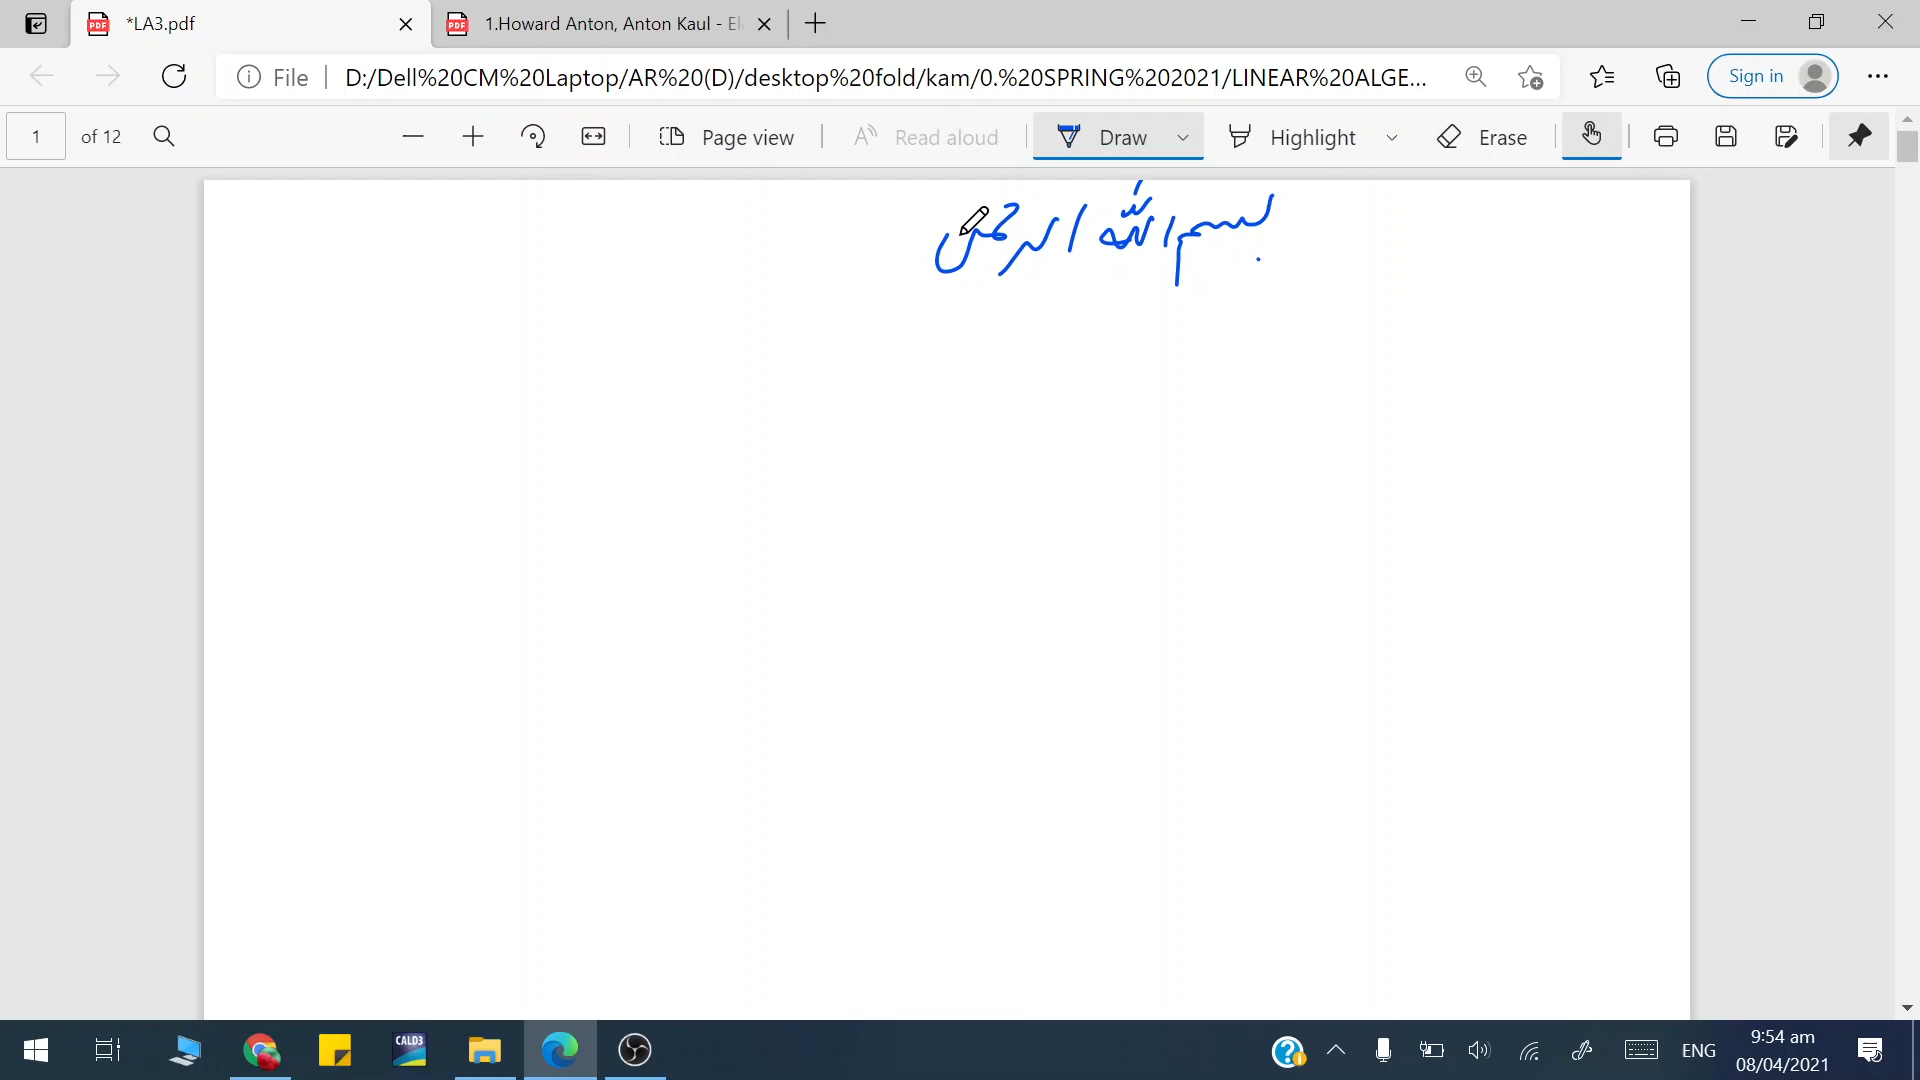 *LA3.pdf
1.Howard Anton, Anton Kaul - El
File
D:/Dell%20CM%20Laptop/AR%20(D)/desktop%20fold/kam/0.%20SPRING%202021/LINEAR%20ALGE...
Sign in
1 of 12
Page view
Read aloud
Draw
Highlight
Erase
بسم الله الرحمن
CALD3
ENG
9:54 am
08/04/2021